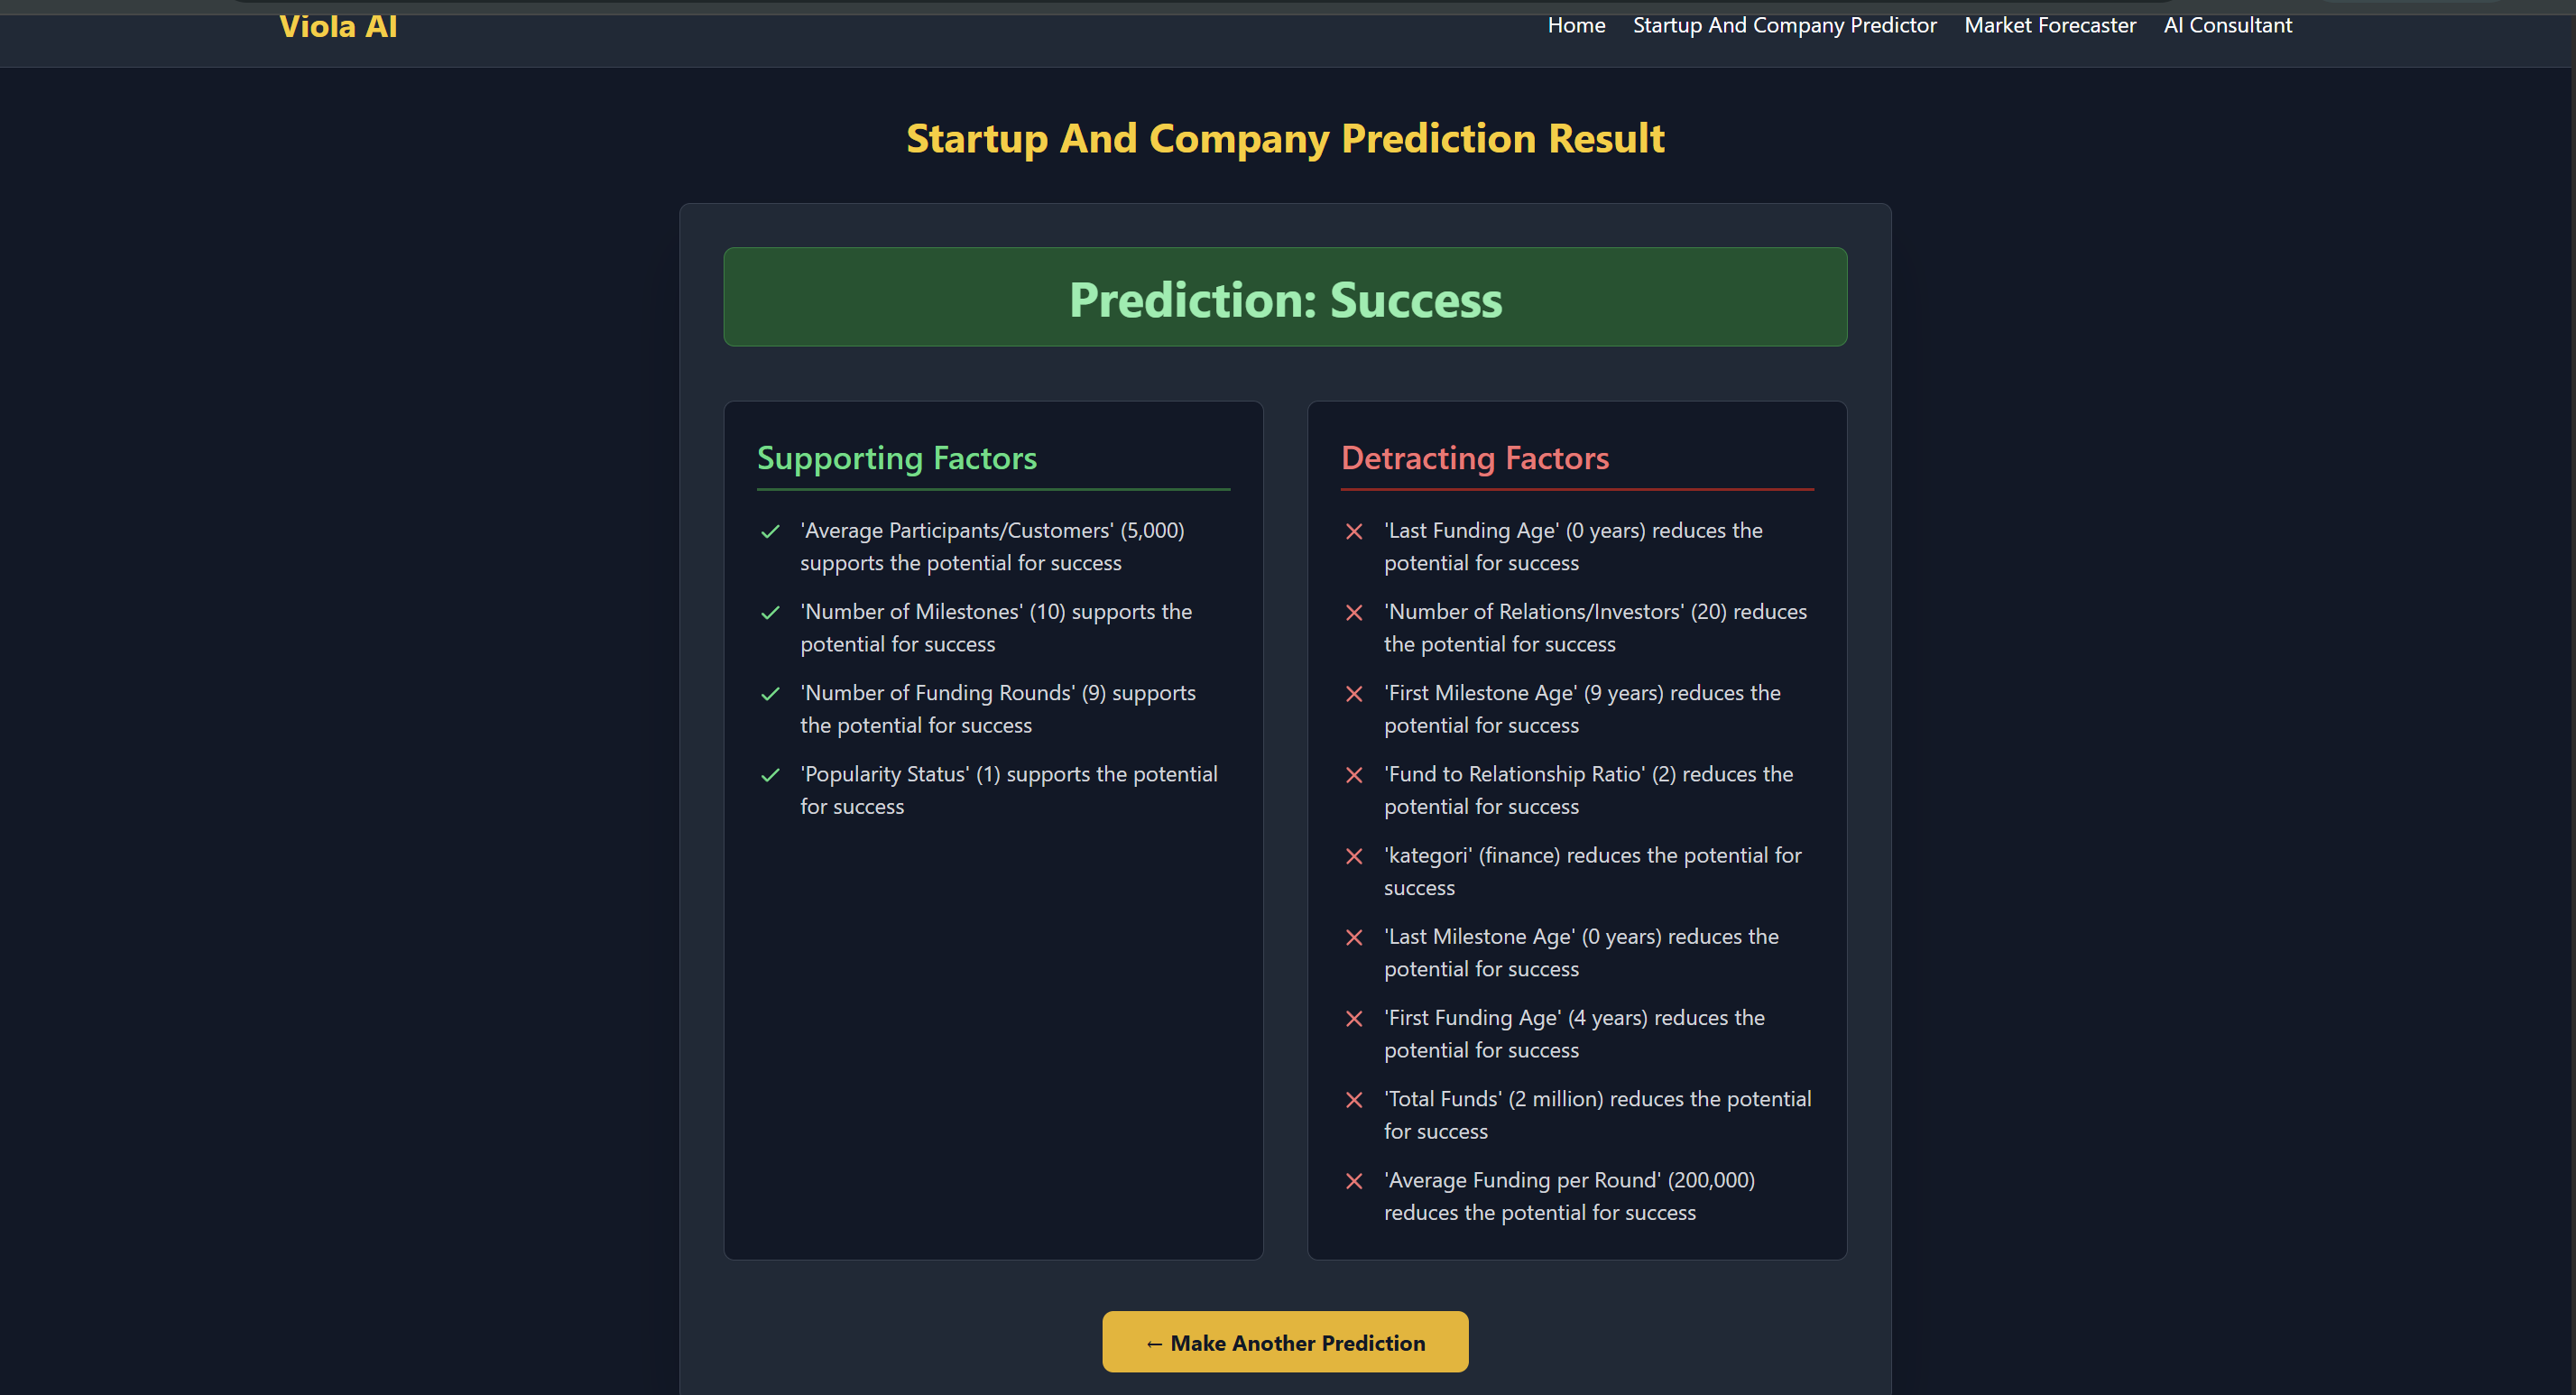 Viola AI
Home
Startup And Company Predictor
Market Forecaster
AI Consultant
Startup And Company Prediction Result
Prediction: Success
Supporting Factors
'Average Participants/Customers' (5,000)
supports the potential for success
'Number of Milestones' (10) supports the
potential for success
'Number of Funding Rounds' (9) supports
the potential for success
'Popularity Status' (1) supports the potential
for success
Detracting Factors
'Last Funding Age' (0 years) reduces the
potential for success
'Number of Relations/Investors' (20) reduces
the potential for success
'First Milestone Age' (9 years) reduces the
potential for success
'Fund to Relationship Ratio' (2) reduces the
potential for success
'kategori' (finance) reduces the potential for
success
'Last Milestone Age' (0 years) reduces the
potential for success
'First Funding Age' (4 years) reduces the
potential for success
'Total Funds' (2 million) reduces the potential
for success
'Average Funding per Round' (200,000)
reduces the potential for success
← Make Another Prediction